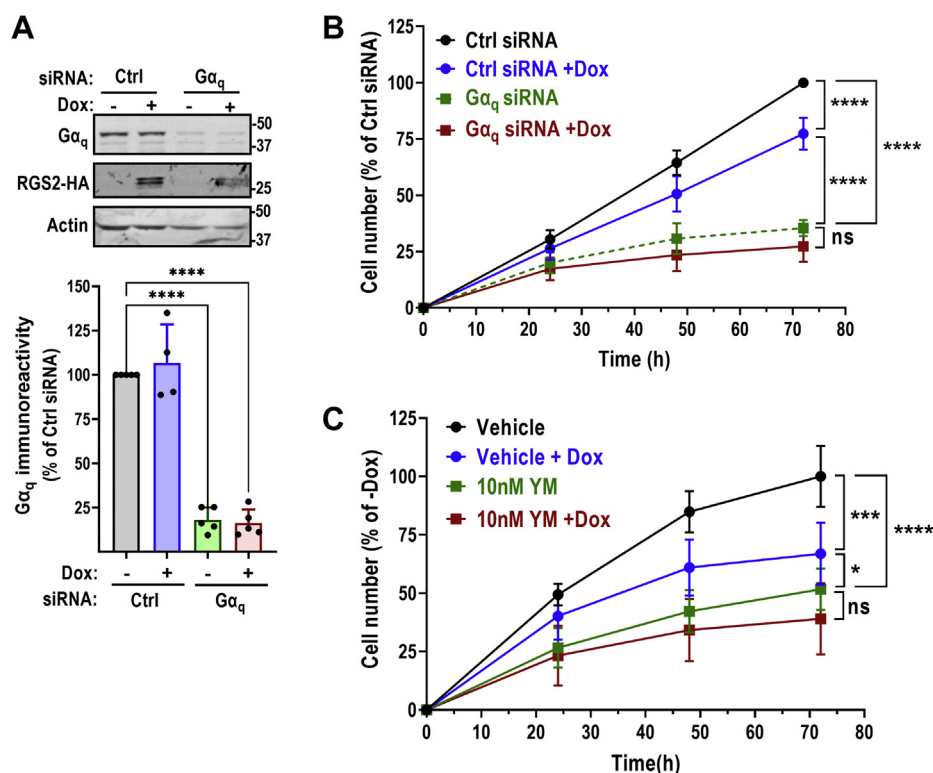 A
siRNA: Ctrl Gαq
Dox: - + - +
Gαq
50
37
RGS2-HA
25
Actin
50
37
Gαq immunoreactivity
(% of Ctrl siRNA)
150
125
100
75
50
25
****
****
Dox: - + - +
siRNA: Ctrl Gαq
B
Ctrl siRNA
Ctrl siRNA +Dox
Gαq siRNA
Gαq siRNA +Dox
Cell number (% of Ctrl siRNA)
125
100
75
50
25
0
0 10 20 30 40 50 60 70 80
Time (h)
****
****
****
ns
C
Vehicle
Vehicle + Dox
10nM YM
10nM YM +Dox
Cell number (% of -Dox)
125
100
75
50
25
0
0 10 20 30 40 50 60 70 80
Time(h)
***
****
*
ns